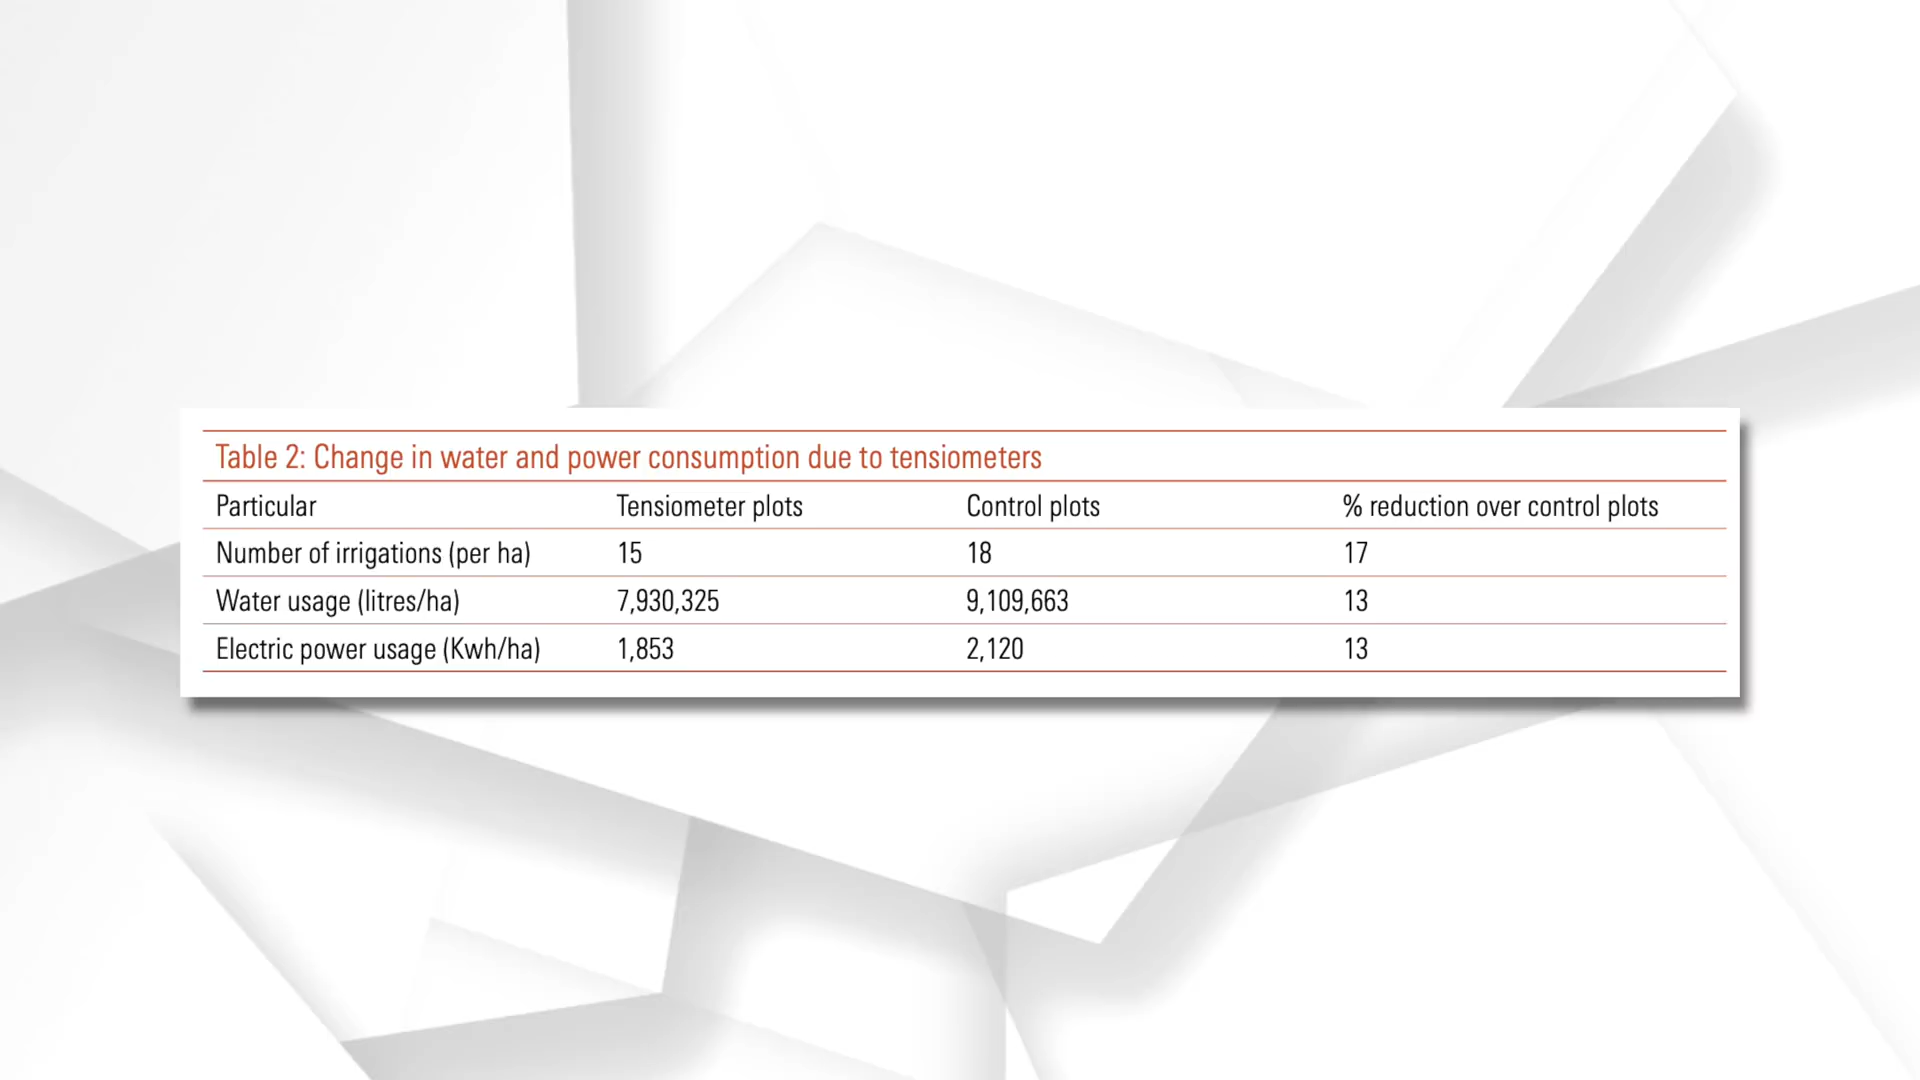 Table 2: Change in water and power consumption due to tensiometers
Particular Tensiometer plots Control plots % reduction over control plots
Number of irrigations (per ha) 15 18 17
Water usage (litres/ha) 7,930,325 9,109,663 13
Electric power usage (Kwh/ha) 1,853 2,120 13